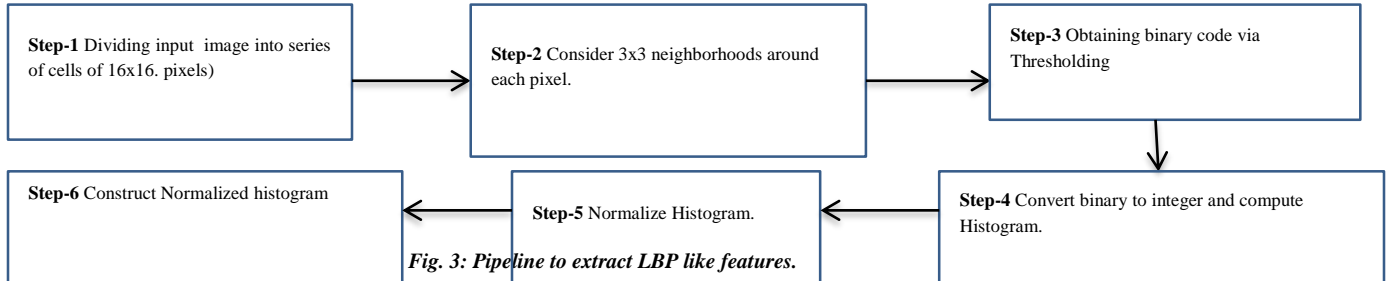 Step-1 Dividing input image into series
of cells of 16x16. pixels)
Step-2 Consider 3x3 neighborhoods around
each pixel.
Step-3 Obtaining binary code via
Thresholding
Step-4 Convert binary to integer and compute
Histogram.
Step-5 Normalize Histogram.
Step-6 Construct Normalized histogram
Fig. 3: Pipeline to extract LBP like features.